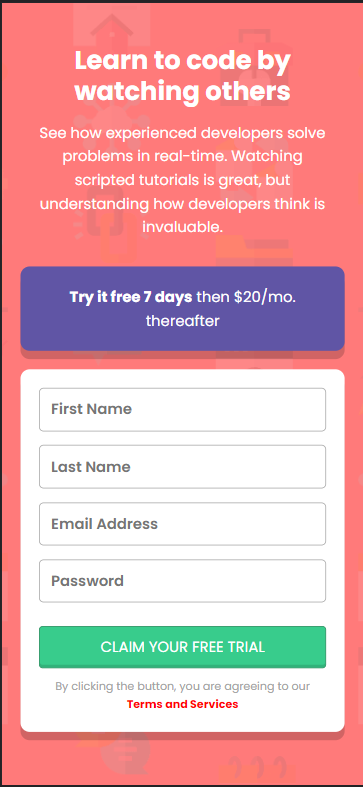 Learn to code by
watching others
See how experienced developers solve
problems in real-time. Watching
scripted tutorials is great, but
understanding how developers think is
invaluable.
Try it free 7 days then $20/mo.
thereafter
First Name
Last Name
Email Address
Password
CLAIM YOUR FREE TRIAL
By clicking the button, you are agreeing to our
Terms and Services